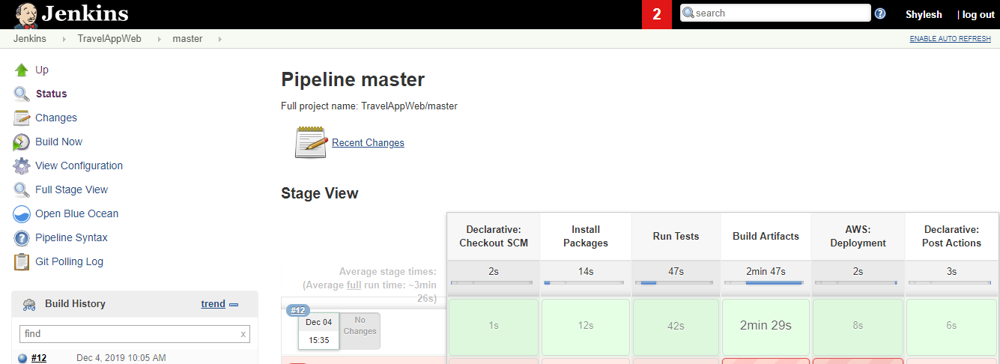 Jenkins
2
search
Shylesh
| log out
Jenkins
TravelAppWeb
master
ENABLE AUTO REFRESH
Up
Status
Changes
Build Now
View Configuration
Full Stage View
Open Blue Ocean
Pipeline Syntax
Git Polling Log
Build History
trend
find
x
#12
Dec 4, 2019 10:05 AM
Pipeline master
Full project name: TravelAppWeb/master
Recent Changes
Stage View
Declarative:
Checkout SCM
Install
Packages
Run Tests
Build Artifacts
AWS:
Deployment
Declarative:
Post Actions
Average stage times:
(Average full run time: ~3min
26s)
2s
14s
47s
2min 47s
2s
3s
#12
Dec 04
15:35
No
Changes
1s
12s
42s
2min 29s
8s
6s